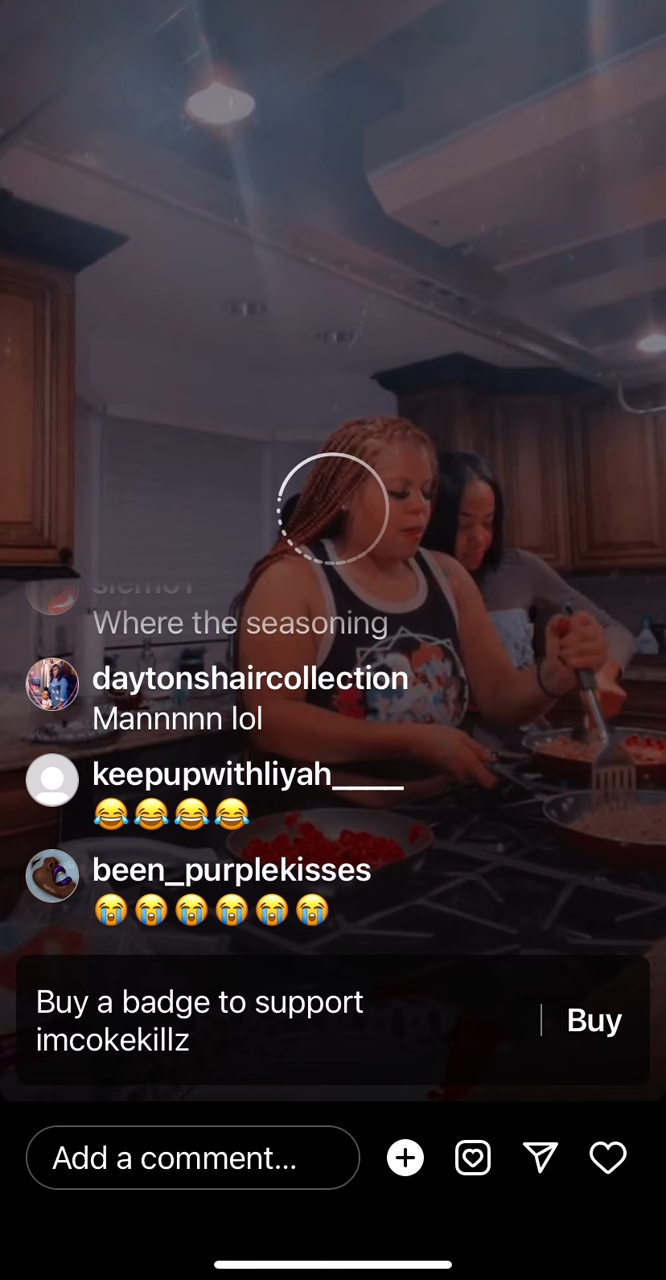 Where the seasoning
daytonshaircollection
Mannnnn lol
keepupwithliyah____
😂😂😂😂
been_purplekisses
😭😭😭😭😭😭
Buy a badge to support
imcokekillz
Buy
Add a comment...